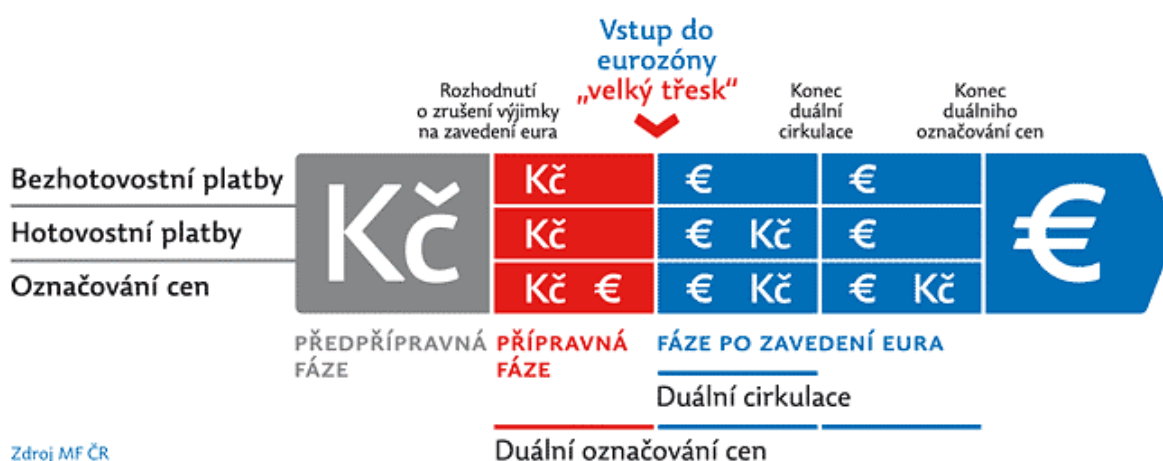 Vstup do
eurozóny
„velký třesk“
Rozhodnutí
o zrušení výjimky
na zavedení eura
Konec
duální
cirkulace
Konec
duálního
označování cen
Bezhotovostní platby
Kč
€
€
Hotovostní platby
Kč
€ Kč
€
Označování cen
Kč €
€ Kč
€ Kč
Kč
€
PŘEDPŘÍPRAVNÁ
FÁZE
PŘÍPRAVNÁ
FÁZE
FÁZE PO ZAVEDENÍ EURA
Duální cirkulace
Duální označování cen
Zdroj MF ČR